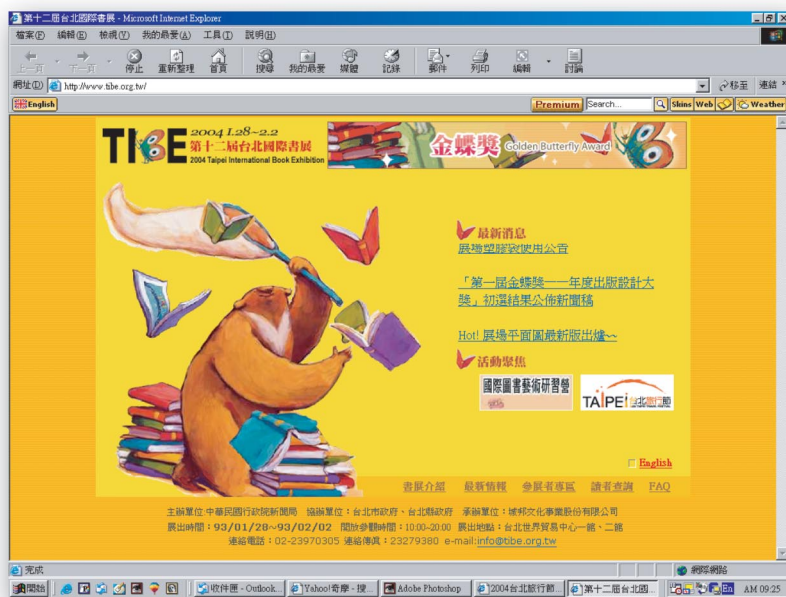 第十二屆台北國際書展 - Microsoft Internet Explorer
檔案(F) 編輯(E) 檢視(V) 我的最愛(A) 工具(T) 說明(H)
上一頁 下一頁 停止 重新整理 首頁 搜尋 我的最愛 媒體 記錄 郵件 列印 編輯 討論
網址(D) http://www.tibe.org.tw/ 移至 連結 »
English Premium Search... Skins Web Weather
TIBE 2004 1.28~2.2
第十二屆台北國際書展
2004 Taipei International Book Exhibition
金蝶獎 Golden Butterfly Award
最新消息
展場塑膠袋使用公告
「第一屆金蝶獎——年度出版設計大
獎」初選結果公佈新聞稿
Hot! 展場平面圖最新版出爐~~
活動聚焦
國際圖書藝術研習營
TAIPEI 台北旅行節
English
書展介紹 最新情報 參展者專區 讀者查詢 FAQ
主辦單位:中華民國行政院新聞局 協辦單位：台北市政府、台北縣政府 承辦單位：城邦文化事業股份有限公司
展出時間：93/01/28~93/02/02 開放參觀時間：10:00-20:00 展出地點：台北世界貿易中心一館、二館
連絡電話：02-23970305 連絡傳真：23279380 e-mail:info@tibe.org.tw
完成 網際網路
開始 收件匣 - Outlook... Yahoo!奇摩 - 搜... Adobe Photoshop 2004台北旅行節... 第十二屆台北國... En AM 09:25